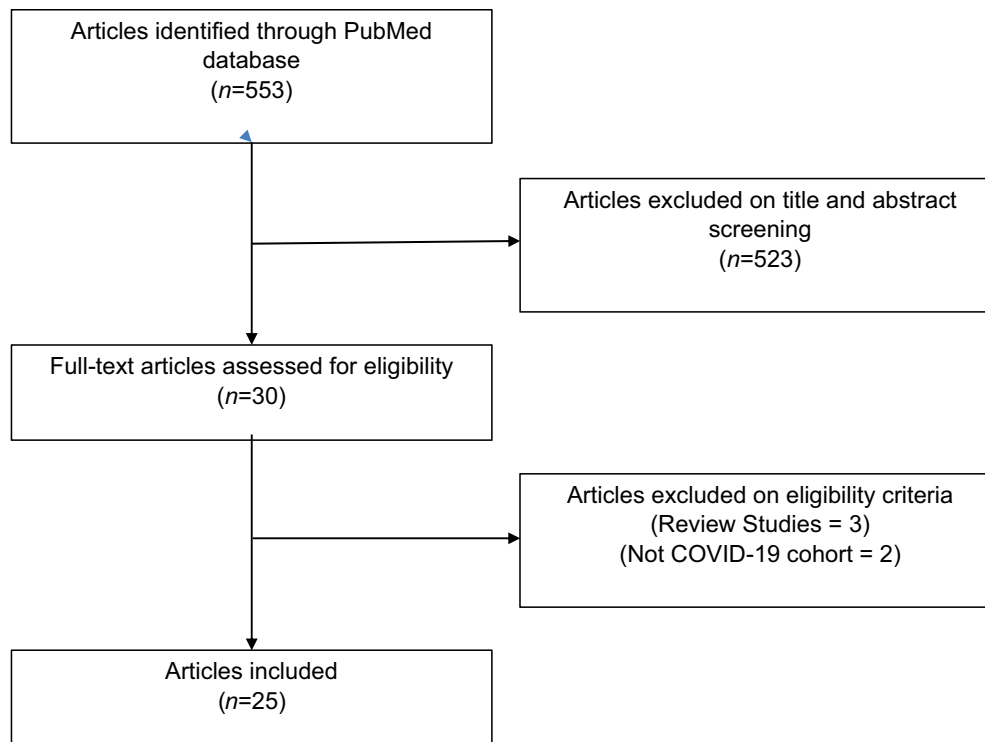 Articles identified through PubMed
database
(n=553)
Articles excluded on title and abstract
screening
(n=523)
Full-text articles assessed for eligibility
(n=30)
Articles excluded on eligibility criteria
(Review Studies = 3)
(Not COVID-19 cohort = 2)
Articles included
(n=25)